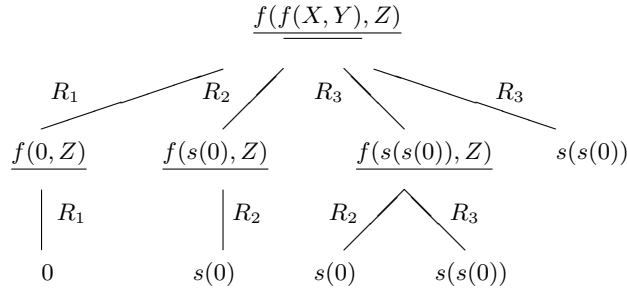 f(f(X, Y), Z)
R₁ R₂ R₃ R₃
f(0, Z) f(s(0), Z) f(s(s(0)), Z) s(s(0))
R₁ R₂ R₂ R₃
0 s(0) s(0) s(s(0))